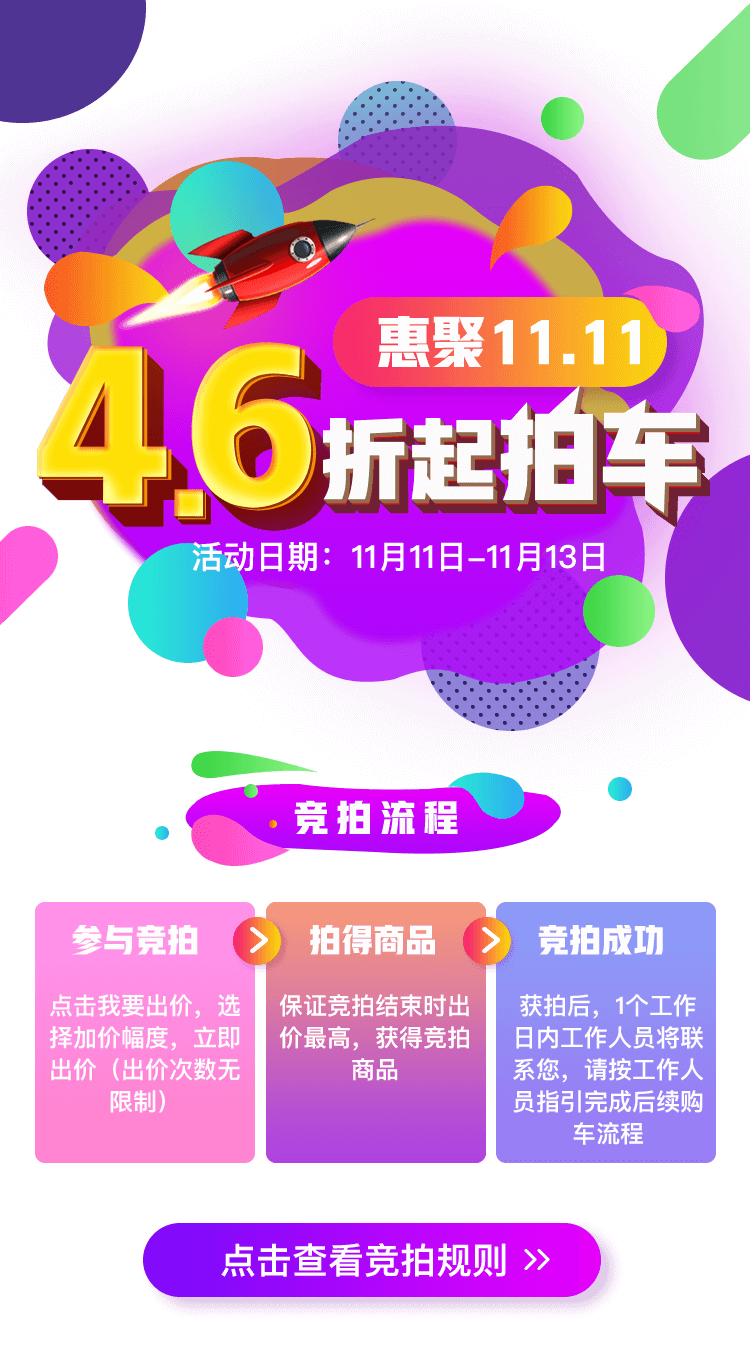 惠聚11.11
4.6折起拍车
活动日期：11月11日-11月13日
竞拍流程
参与竞拍
点击我要出价，选
择加价幅度，立即
出价（出价次数无
限制）
拍得商品
保证竞拍结束时出
价最高，获得竞拍
商品
竞拍成功
获拍后，1个工作
日内工作人员将联
系您，请按工作人
员指引完成后续购
车流程
点击查看竞拍规则 >>